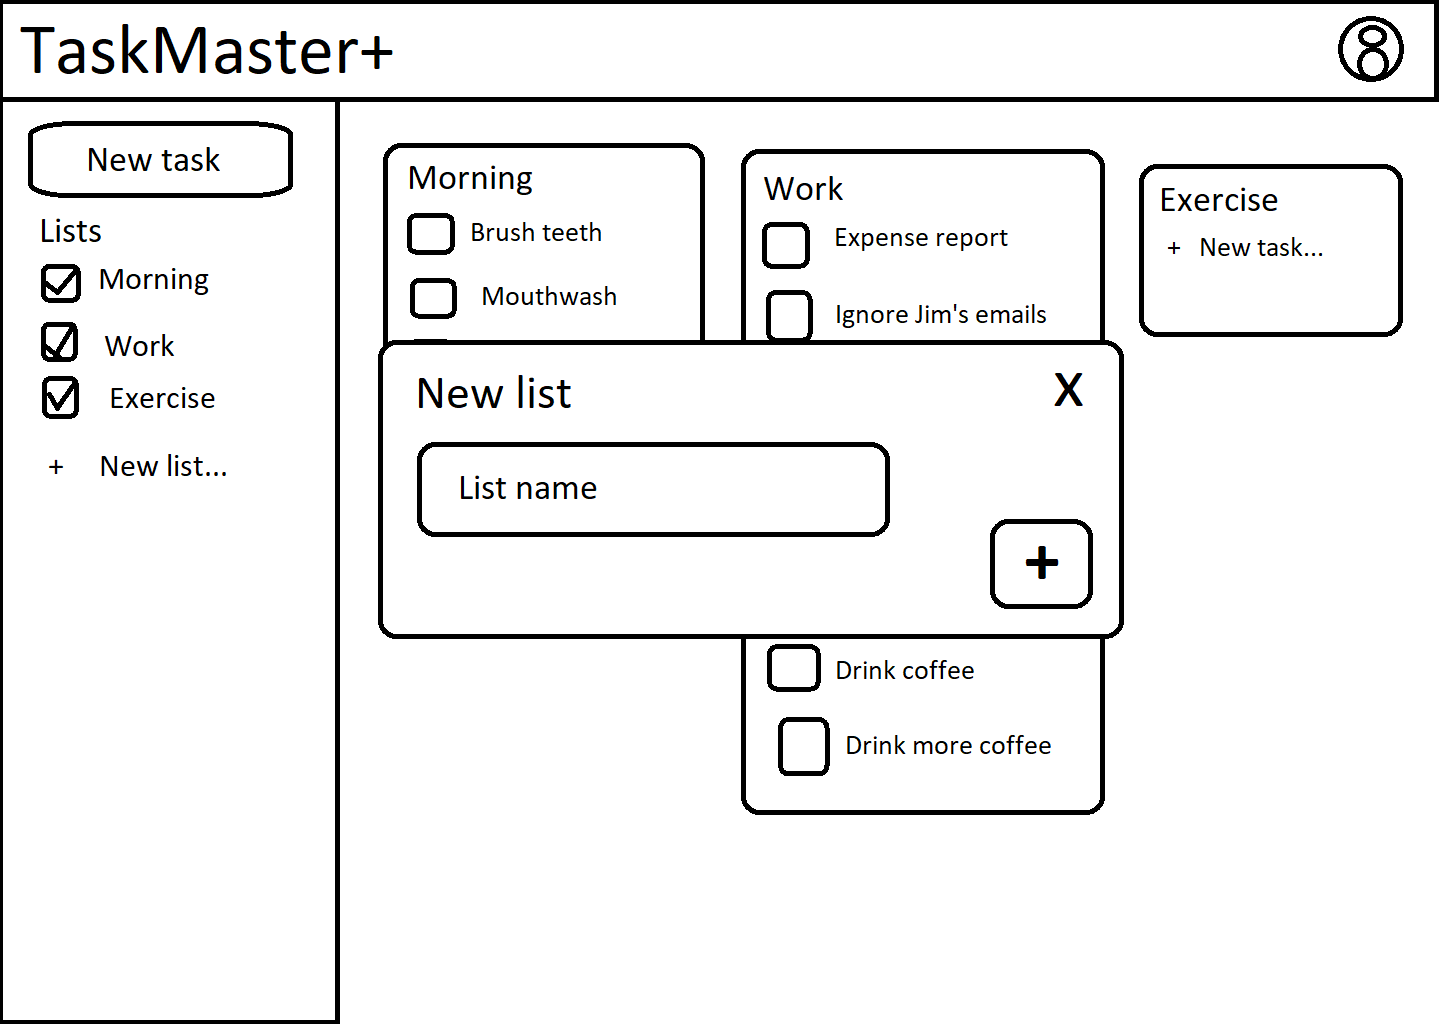 TaskMaster+
New task
Lists
Morning
Work
Exercise
+ New list...
Morning
Brush teeth
Mouthwash
Work
Expense report
Ignore Jim's emails
Exercise
+ New task...
New list
X
List name
+
Drink coffee
Drink more coffee